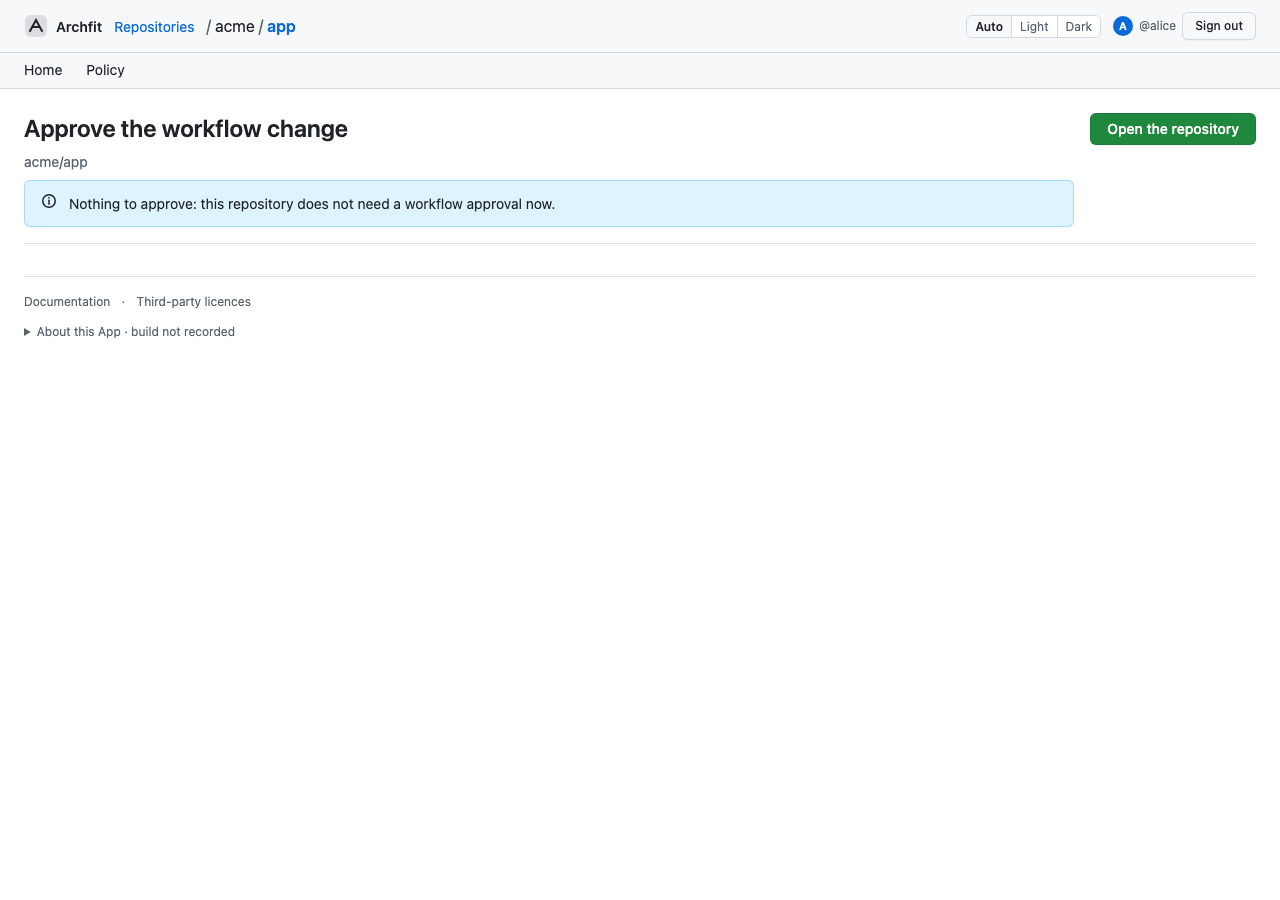 Archfit Repositories / acme / app
Auto Light Dark A @alice Sign out
Home Policy
Approve the workflow change
Open the repository
acme/app
Nothing to approve: this repository does not need a workflow approval now.
Documentation · Third-party licences
About this App · build not recorded